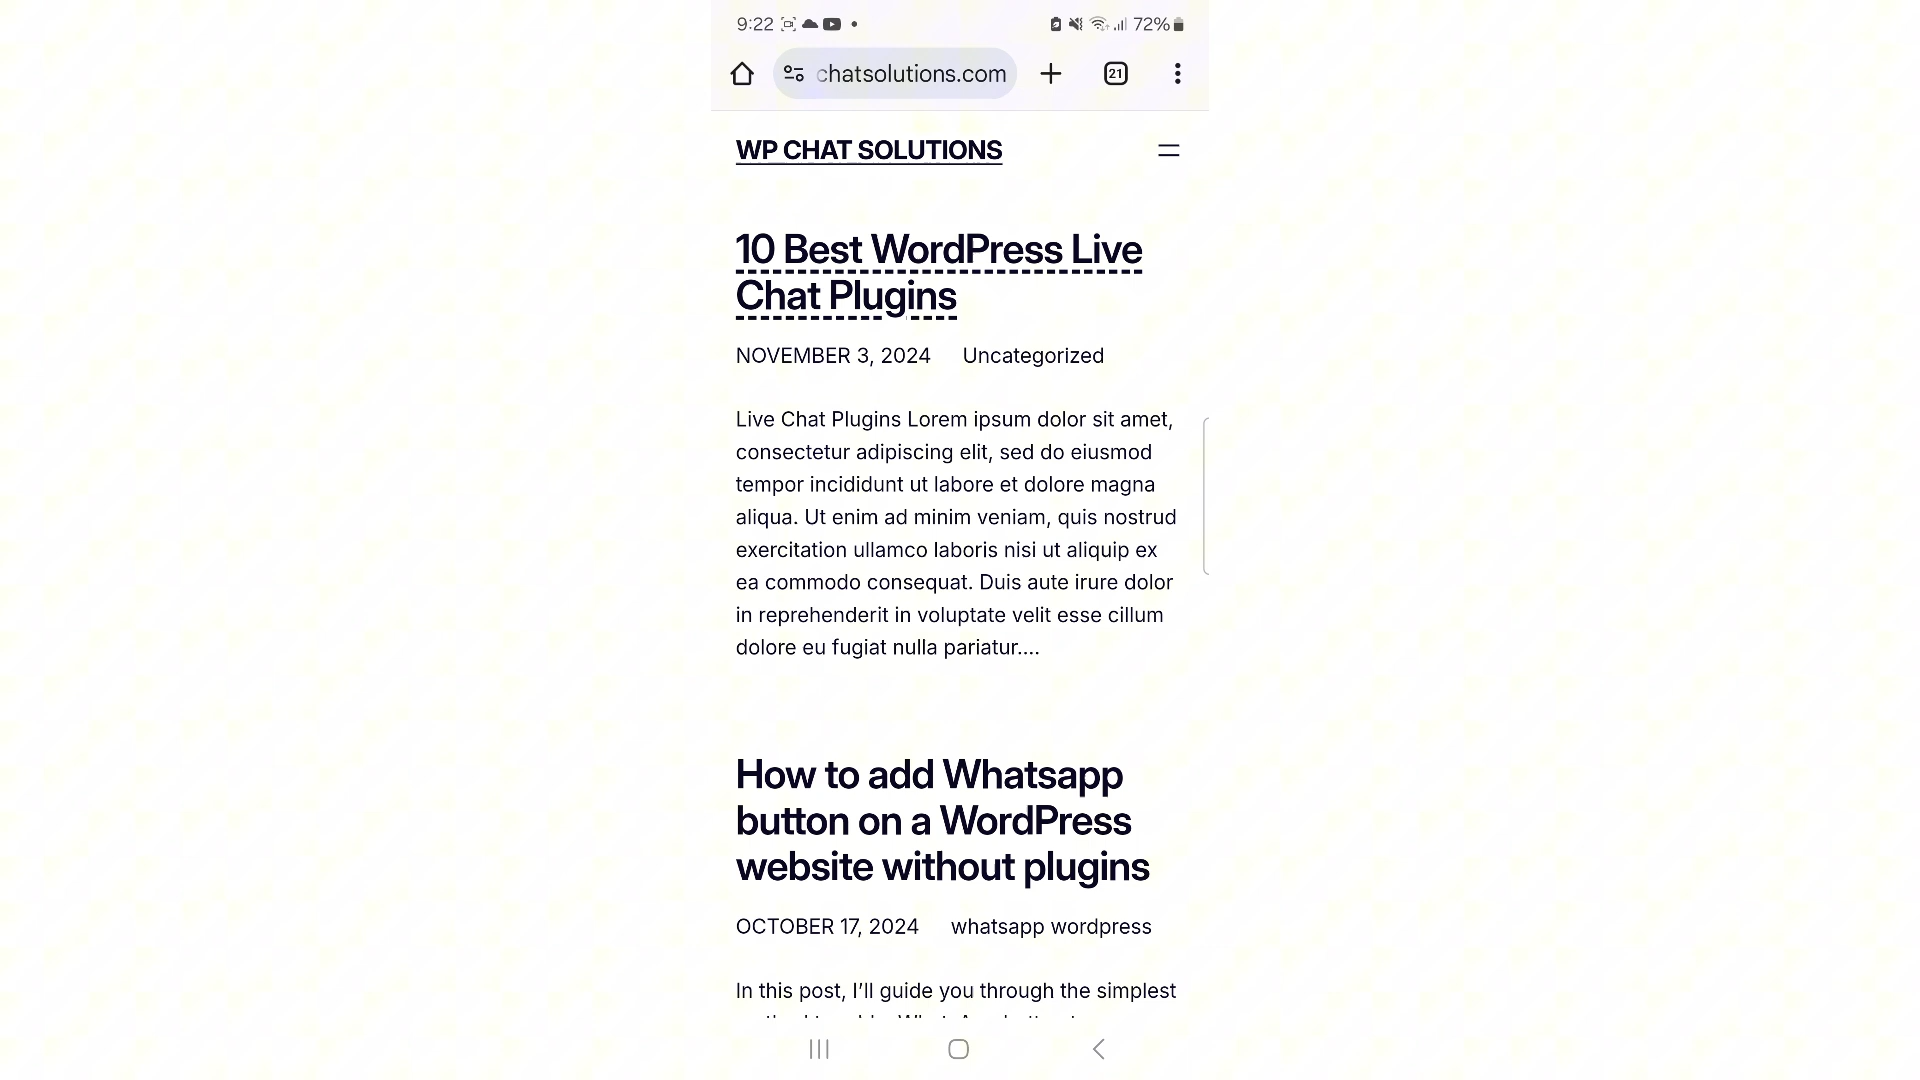 9:22
72%
chatsolutions.com
21
WP CHAT SOLUTIONS
10 Best WordPress Live
Chat Plugins
NOVEMBER 3, 2024 Uncategorized
Live Chat Plugins Lorem ipsum dolor sit amet,
consectetur adipiscing elit, sed do eiusmod
tempor incididunt ut labore et dolore magna
aliqua. Ut enim ad minim veniam, quis nostrud
exercitation ullamco laboris nisi ut aliquip ex
ea commodo consequat. Duis aute irure dolor
in reprehenderit in voluptate velit esse cillum
dolore eu fugiat nulla pariatur....
How to add Whatsapp
button on a WordPress
website without plugins
OCTOBER 17, 2024 whatsapp wordpress
In this post, I’ll guide you through the simplest